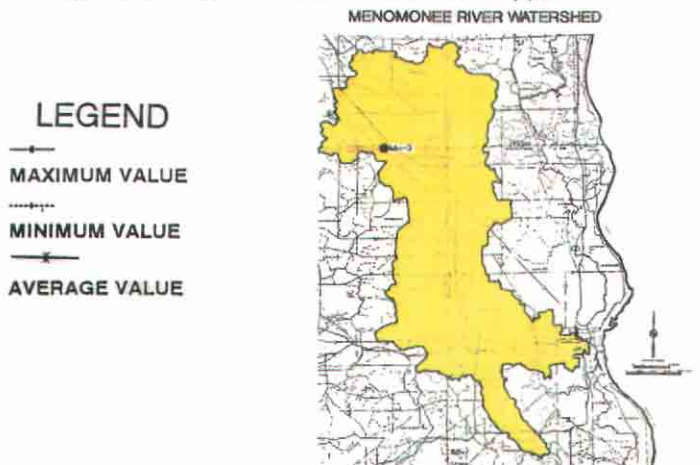 MENOMONEE RIVER WATERSHED
LEGEND
MAXIMUM VALUE
MINIMUM VALUE
AVERAGE VALUE